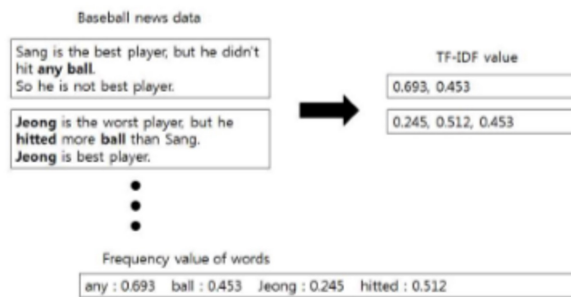 Baseball news data
Sang is the best player, but he didn't
hit any ball.
So he is not best player.
Jeong is the worst player, but he
hitted more ball than Sang.
Jeong is best player.
TF-IDF value
0.693, 0.453
0.245, 0.512, 0.453
Frequency value of words
any : 0.693 ball : 0.453 Jeong : 0.245 hitted : 0.512